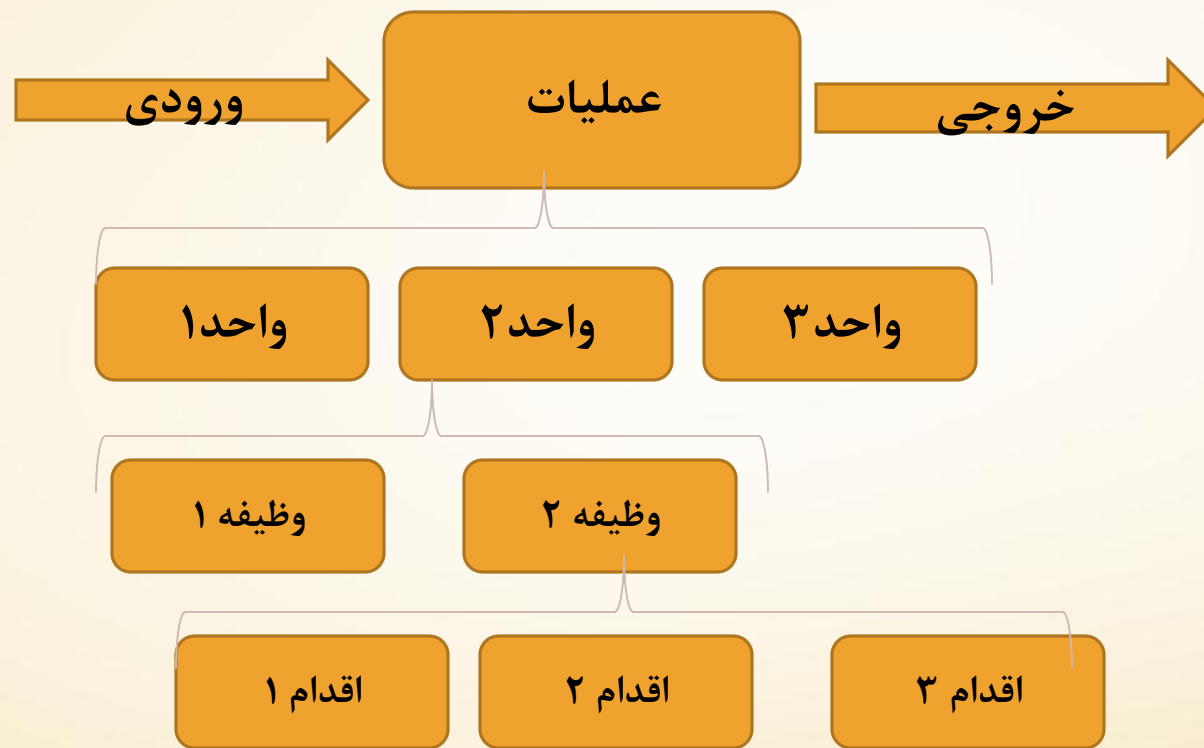 ورودی
عملیات
خروجی
واحد۱
واحد۲
واحد۳
وظیفه ۱
وظیفه ۲
اقدام ۱
اقدام ۲
اقدام ۳